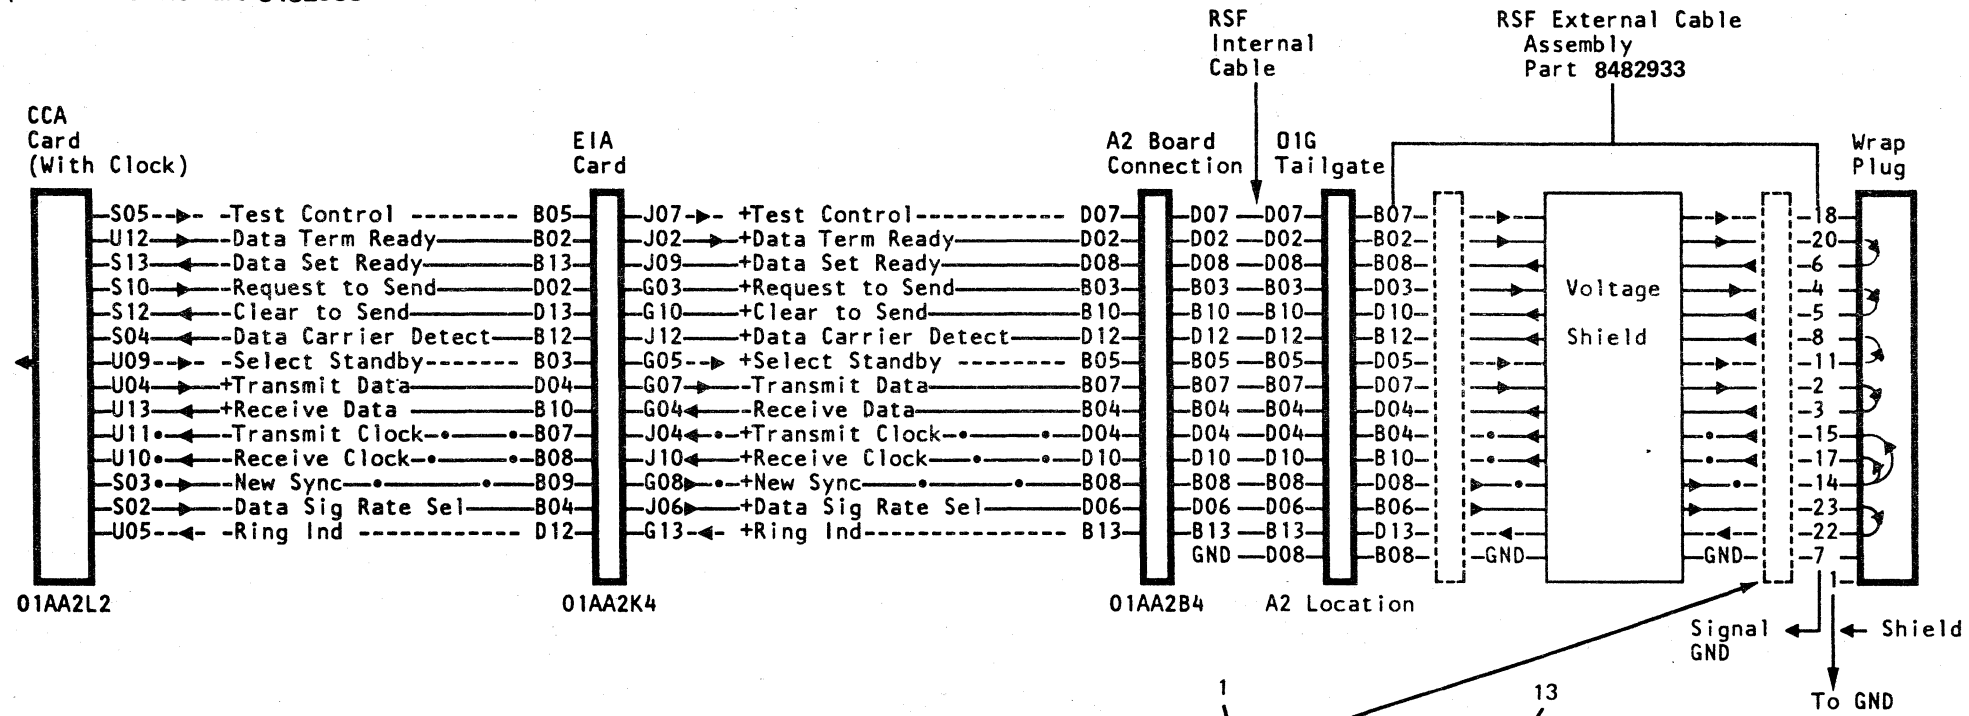 RSF RSF External Cable
Internal Assembly
Cable Part 8482933
CCA
Card EIA A2 Board 01G Wrap
(With Clock) Card Connection Tailgate Plug
S05 -Test Control B05 J07 +Test Control D07 D07 D07 B07 18
U12 -Data Term Ready B02 J02 +Data Term Ready D02 D02 D02 B02 20
S13 -Data Set Ready B13 J09 +Data Set Ready D08 D08 D08 B08 6
S10 -Request to Send D02 G03 +Request to Send B03 B03 B03 D03 Voltage 4
S12 -Clear to Send D13 G10 +Clear to Send B10 B10 B10 D10 5
S04 -Data Carrier Detect B12 J12 +Data Carrier Detect D12 D12 D12 B12 Shield 8
U09 -Select Standby B03 G05 +Select Standby B05 B05 B05 D05 11
U04 +Transmit Data D04 G07 -Transmit Data B07 B07 B07 D07 2
U13 +Receive Data B10 G04 -Receive Data B04 B04 B04 D04 3
U11 -Transmit Clock B07 J04 +Transmit Clock D04 D04 D04 B04 15
U10 -Receive Clock B08 J10 +Receive Clock D10 D10 D10 B10 17
S03 -New Sync B09 G08 +New Sync B08 B08 B08 D08 14
S02 -Data Sig Rate Sel B04 J06 +Data Sig Rate Sel D06 D06 D06 B06 23
U05 -Ring Ind D12 G13 +Ring Ind B13 B13 B13 D13 22
GND D08 B08 GND GND 7
1
01AA2L2 01AA2K4 01AA2B4 A2 Location
Signal Shield
GND
1 13
To GND